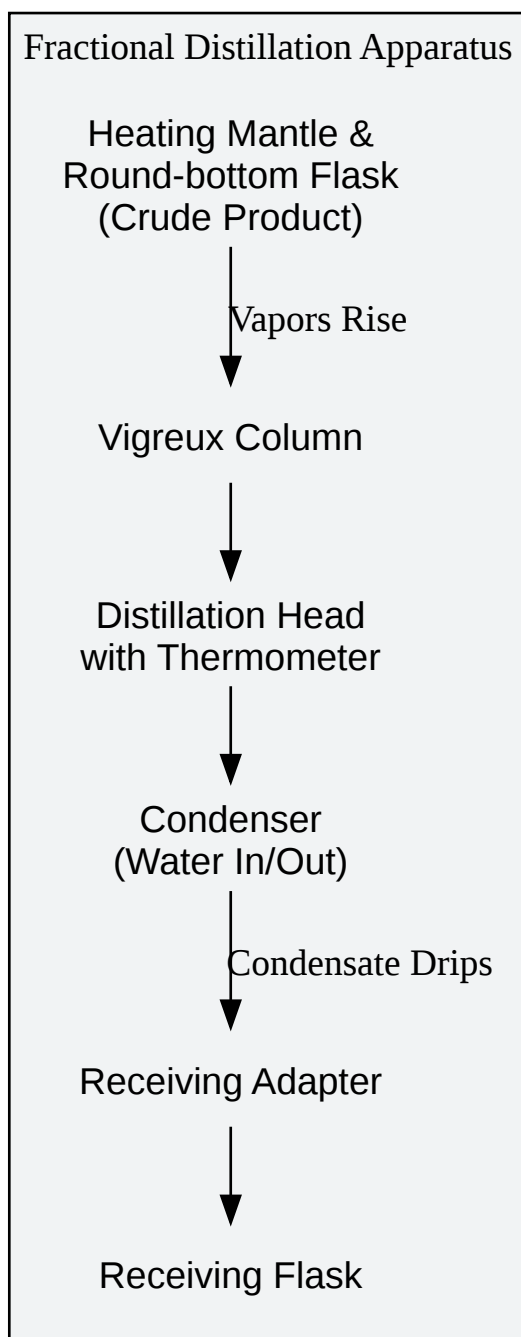 Fractional Distillation Apparatus
Heating Mantle &
Round-bottom Flask
(Crude Product)
Vapors Rise
Vigreux Column
Distillation Head
with Thermometer
Condenser
(Water In/Out)
Condensate Drips
Receiving Adapter
Receiving Flask